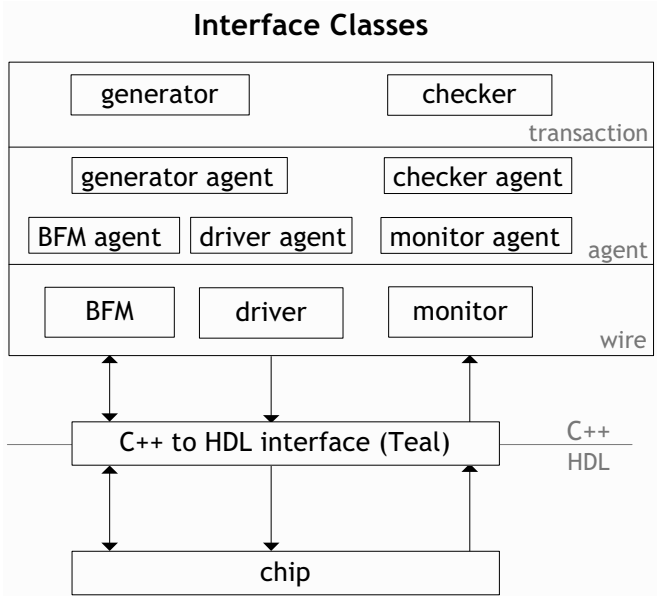 Interface Classes
generator checker
transaction
generator agent checker agent
BFM agent driver agent monitor agent
agent
BFM driver monitor
wire
C++ to HDL interface (Teal) C++
HDL
chip